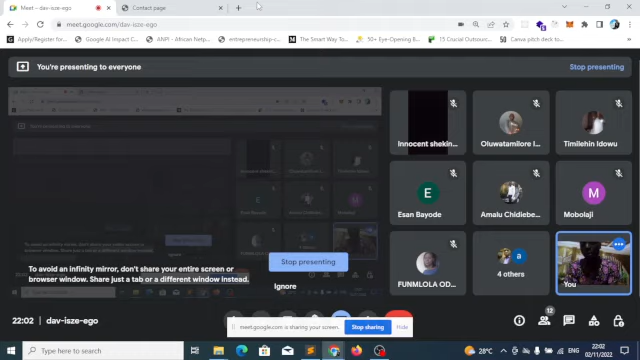 Meet – dav-isze-ego
Contact page
meet.google.com/dav-isze-ego
Apply/Register for...
Google AI Impact C...
ANPI - African Ben...
entrepreneurship-c...
The Smart Way To...
50+ Eye-Opening B...
15 Crucial Outsourc...
Canva pitch deck to...
You're presenting to everyone
Stop presenting
Innocent shekin...
Oluwatamilore I...
Timilehin Idowu
Esan Bayode
Amalu Chidiebe...
Mobolaji
To avoid an infinity mirror, don't share your entire screen or
browser window. Share just a tab or a different window instead.
Stop presenting
Ignore
FUNMLOLA OD...
4 others
You
22:02 | dav-isze-ego
meet.google.com is sharing your screen.
Stop sharing
Hide
12
Type here to search
28°C
22:02
02/11/2022